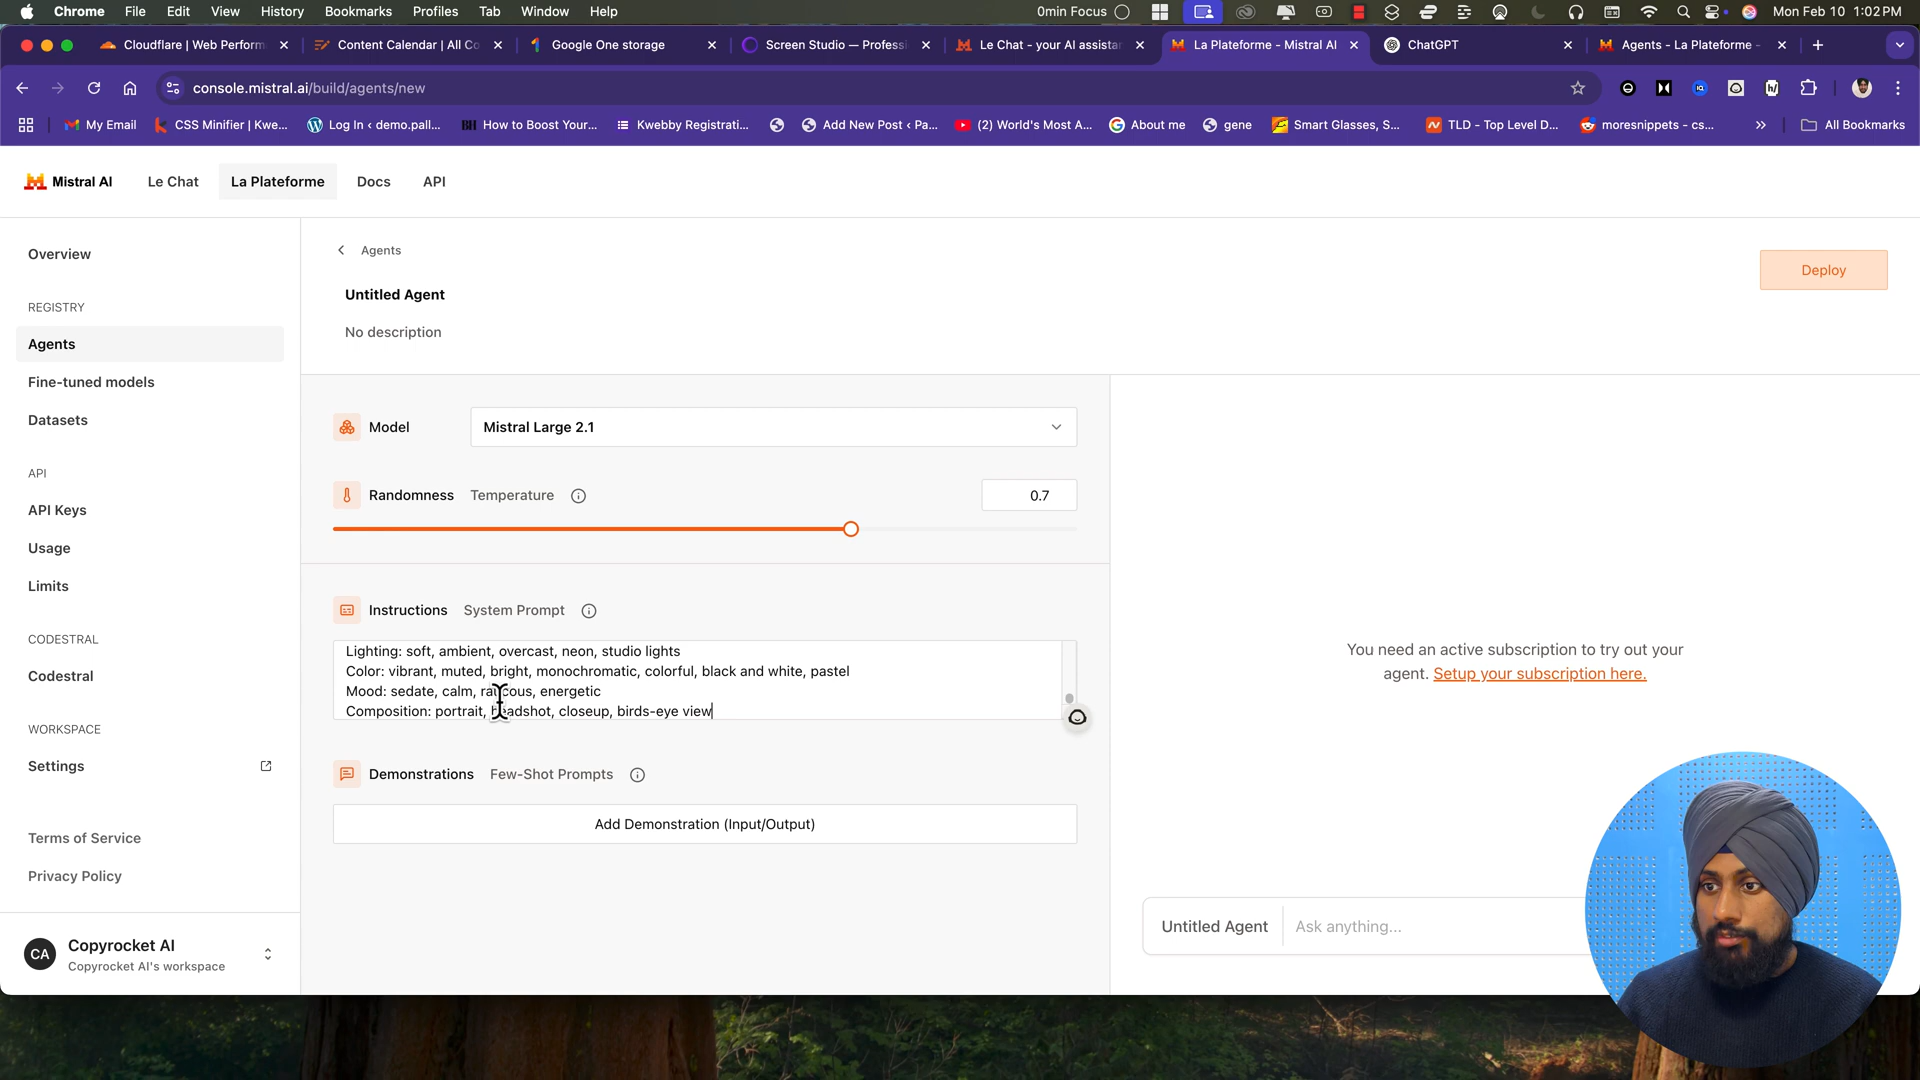 Chrome File Edit View History Bookmarks Profiles Tab Window Help 0min Focus Mon Feb 10 1:02 PM
Cloudflare | Web Perform Content Calendar | All Co Google One storage Screen Studio — Professi Le Chat - your AI assistar La Plateforme - Mistral AI ChatGPT Agents - La Plateforme -
console.mistral.ai/build/agents/new
My Email CSS Minifier | Kwe... Log In ‹ demo.pall... How to Boost Your... Kwebby Registrati... Add New Post ‹ Pa... (2) World's Most A... About me gene Smart Glasses, S... TLD - Top Level D... moresnippets - cs... » All Bookmarks
Mistral AI Le Chat La Plateforme Docs API
Overview
REGISTRY
Agents
Fine-tuned models
Datasets
API
API Keys
Usage
Limits
CODESTRAL
Codestral
WORKSPACE
Settings
Terms of Service
Privacy Policy
CA
Copyrocket AI
Copyrocket AI's workspace
Agents
Untitled Agent
No description
Deploy
Model Mistral Large 2.1
Randomness Temperature 0.7
Instructions System Prompt
Lighting: soft, ambient, overcast, neon, studio lights
Color: vibrant, muted, bright, monochromatic, colorful, black and white, pastel
Mood: sedate, calm, raucous, energetic
Composition: portrait, headshot, closeup, birds-eye view
Demonstrations Few-Shot Prompts
Add Demonstration (Input/Output)
You need an active subscription to try out your
agent. Setup your subscription here.
Untitled Agent Ask anything...